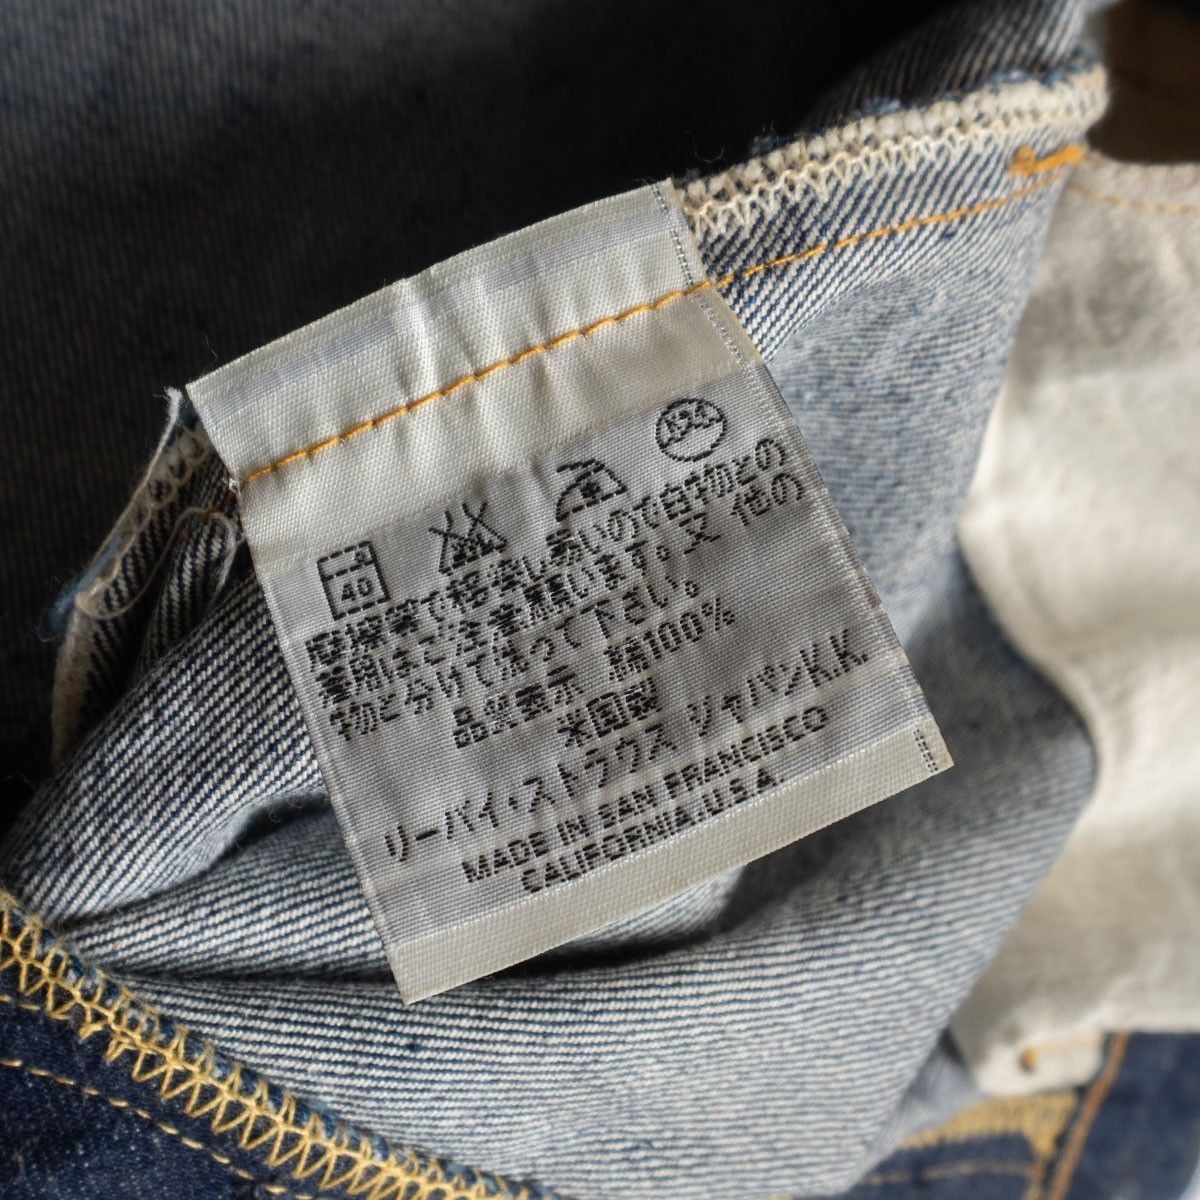 40
摩擦等で移染しあいので白物との
着用はご注意願います。又 他の
物と分けて洗って下さい。
品質表示 綿100%
米国製
リーバイ・ストラウス ジャパンK.K.
MADE IN SAN FRANCISCO
CALIFORNIA.U.S.A